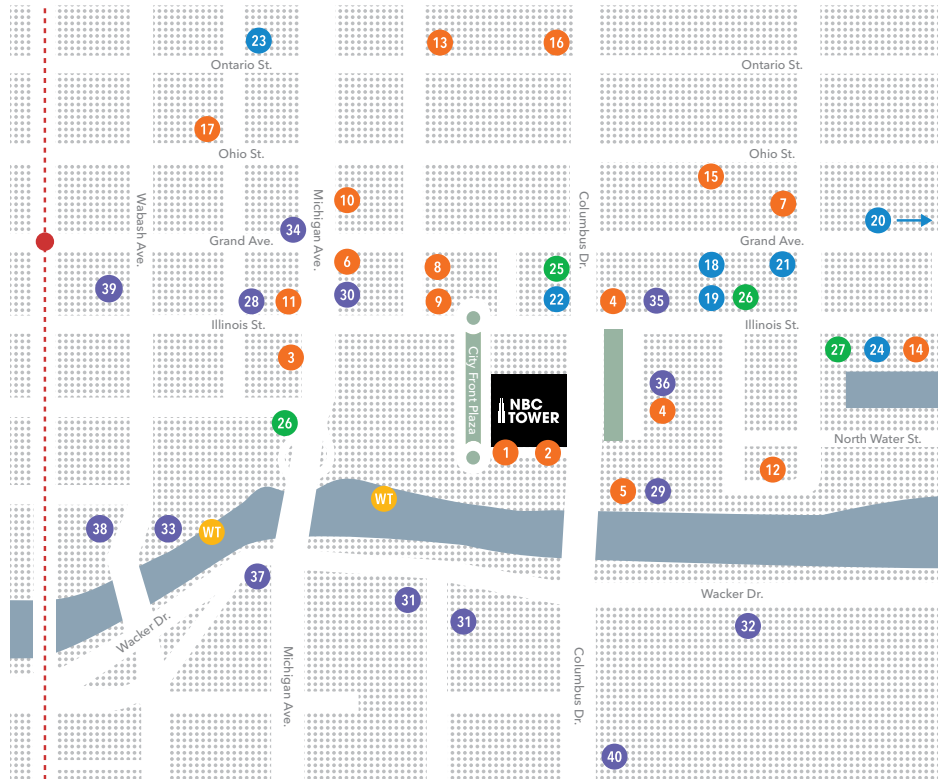 23
13
16
Ontario St.
Ontario St.
17
Ohio St.
Ohio St.
15
10
7
Wabash Ave.
Michigan Ave.
Columbus Dr.
20
34
Grand Ave.
Grand Ave.
6
8
25
18
21
39
28
11
30
9
22
4
35
19
26
Illinois St.
Illinois St.
3
27
24
14
City Front Plaza
NBC
TOWER
36
4
26
North Water St.
1
2
12
5
29
WT
38
33
WT
37
Wacker Dr.
31
31
32
Wacker Dr.
Michigan Ave.
Columbus Dr.
40